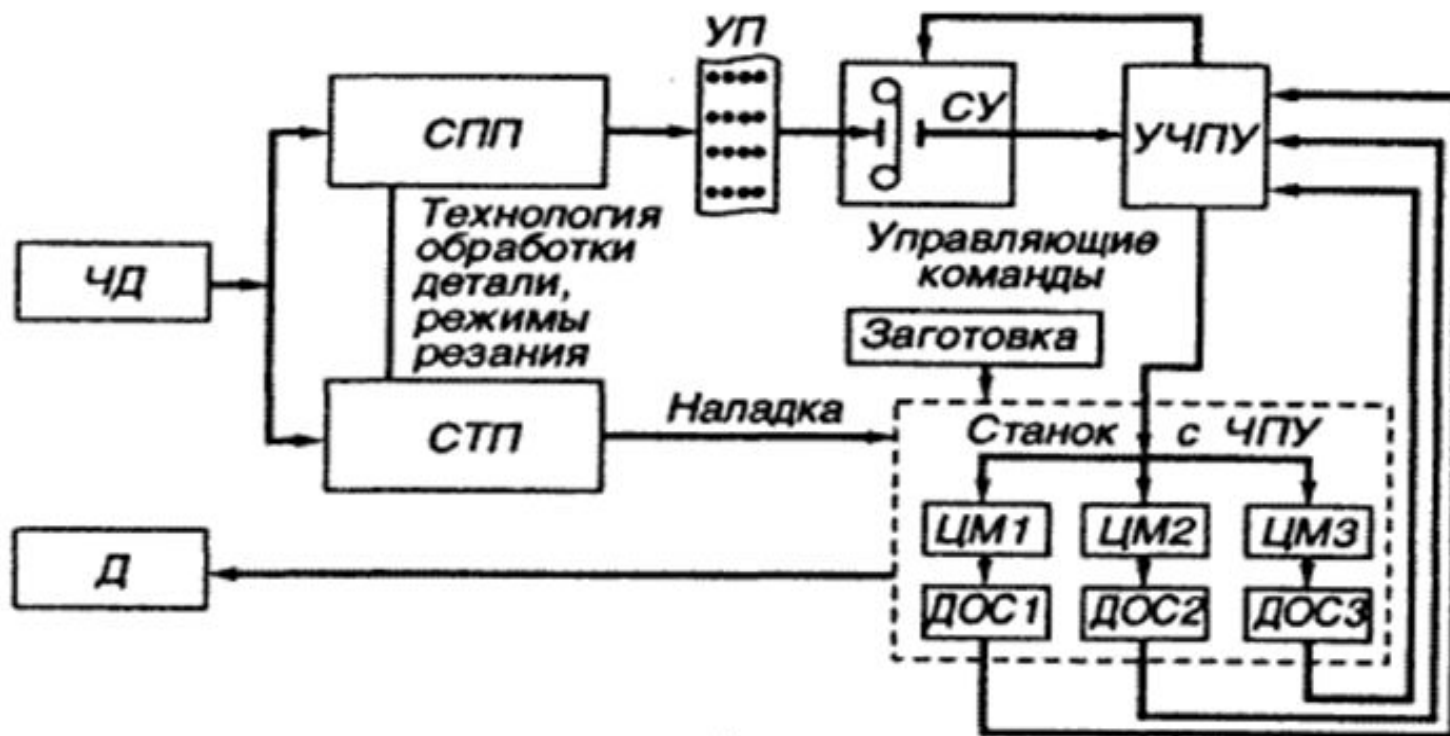 УП
СПП
СУ
УЧПУ
Технология
обработки
детали,
режимы
резания
ЧД
Управляющие
команды
Заготовка
СТП
Наладка
Станок с ЧПУ
ЦМ1
ЦМ2
ЦМ3
Д
ДОС1
ДОС2
ДОС3